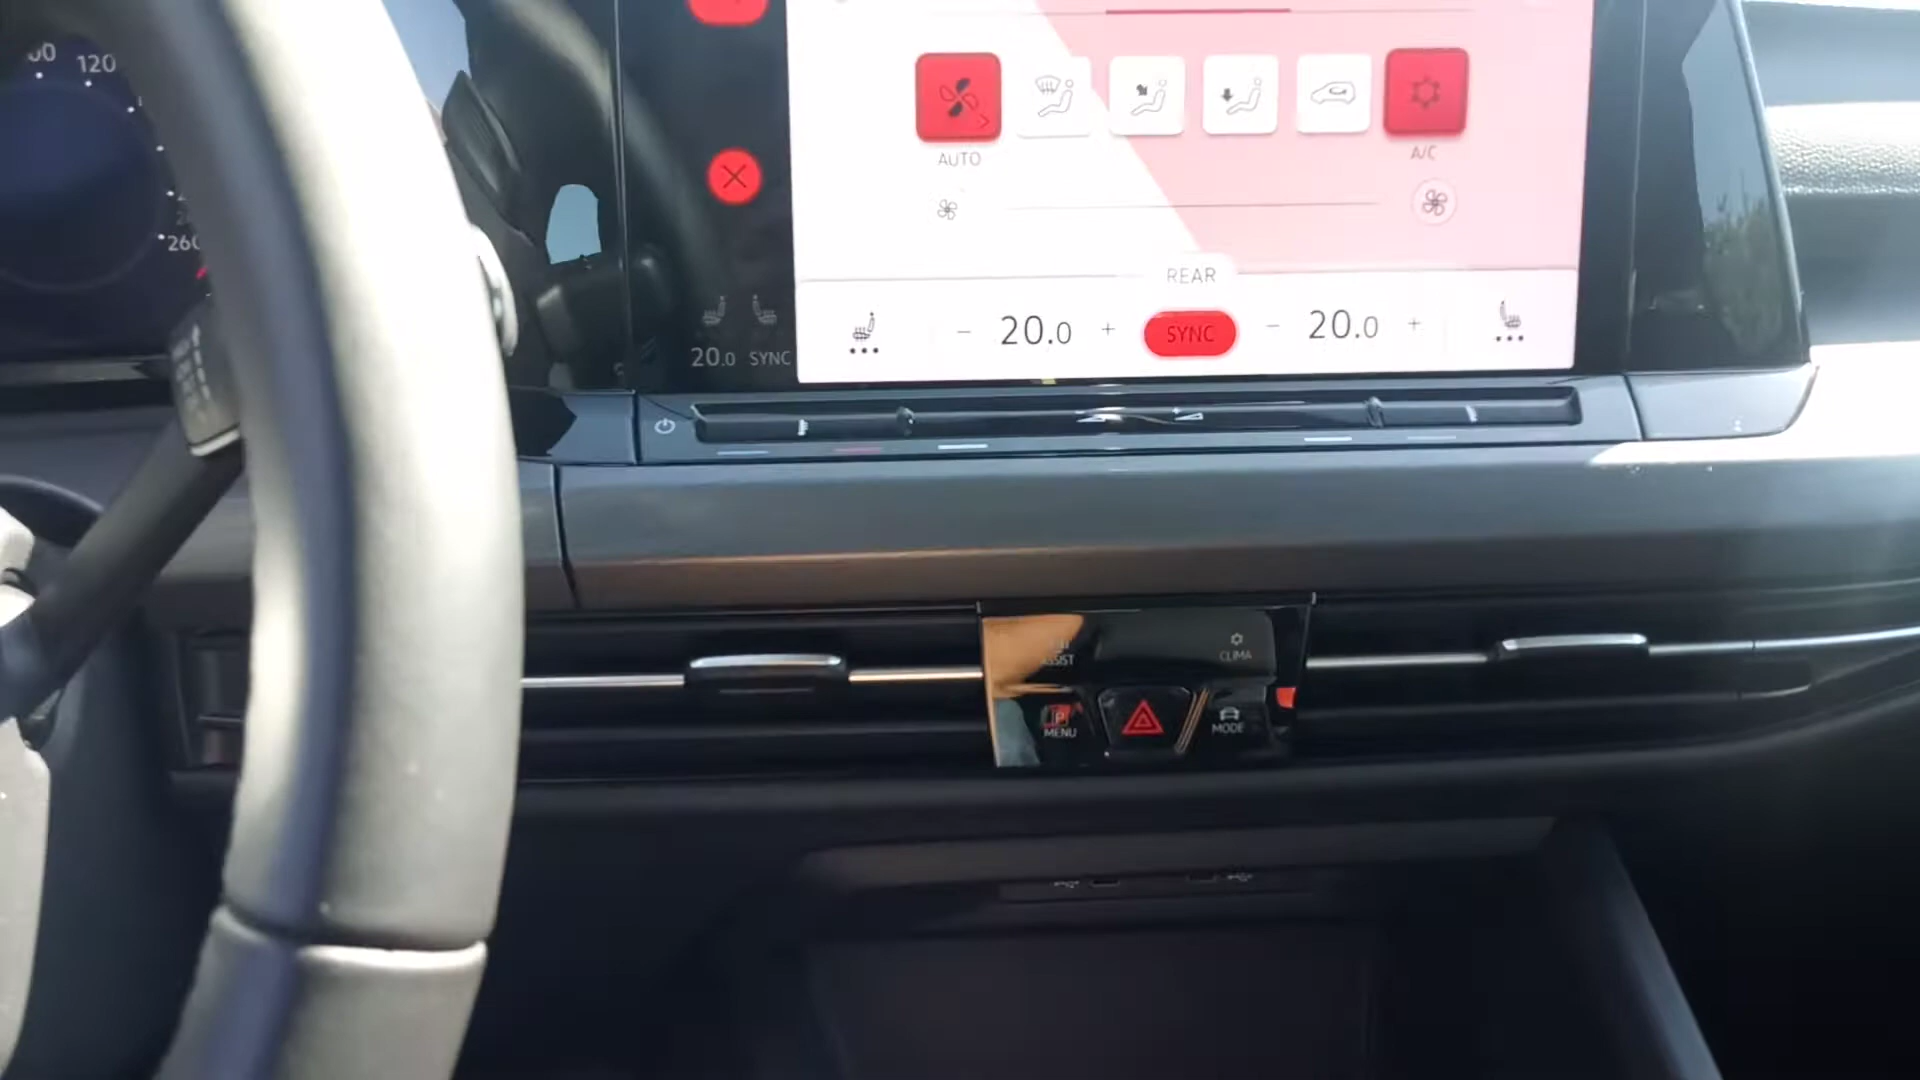 120
260
AUTO
A/C
REAR
20.0 SYNC
- 20.0 +
SYNC
- 20.0 +
CLIMA
P
MENU
MODE